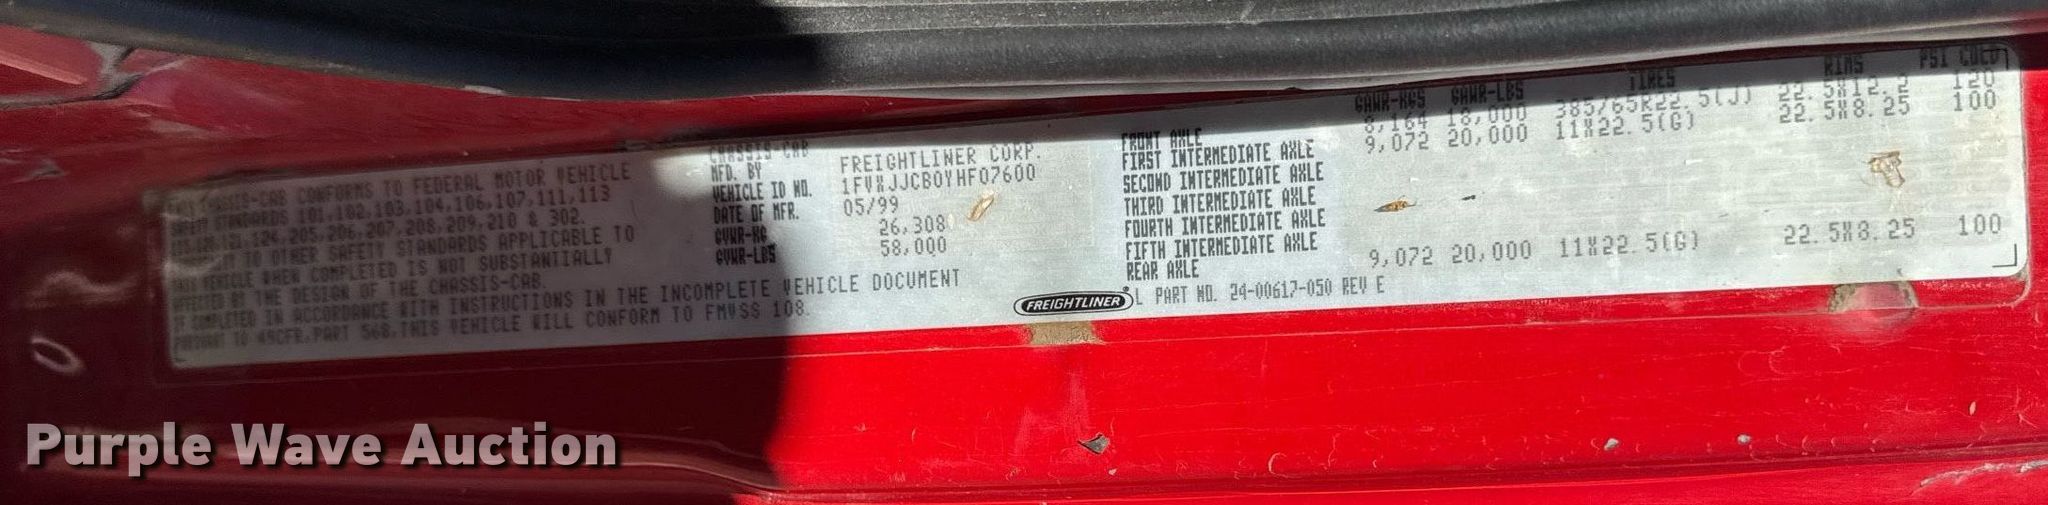 THIS CHASSIS-CAB CONFORMS TO FEDERAL MOTOR VEHICLE
SAFETY STANDARDS 101,102,103,104,106,107,111,113
124,205,206,207,208,209,210 & 302.
TO OTHER SAFETY STANDARDS APPLICABLE TO
THIS VEHICLE WHEN COMPLETED IS NOT SUBSTANTIALLY
AFFECTED BY THE DESIGN OF THE CHASSIS-CAB.
IF COMPLETED IN ACCORDANCE WITH INSTRUCTIONS IN THE INCOMPLETE VEHICLE DOCUMENT
PURSUANT TO 49CFR,PART 568,THIS VEHICLE WILL CONFORM TO FMVSS 108.
CHASSIS-CAB
MFD. BY FREIGHTLINER CORP.
VEHICLE ID NO. 1FVXJJCB0YHF07600
DATE OF MFR. 05/99
GVWR-KG 26,308
GVWR-LBS 58,000
FREIGHTLINER®
GAWR-KGS GAWR-LBS TIRES RIMS PSI COLD
FRONT AXLE 8,164 18,000 385/65R22.5(J) 22.5X12.2 120
FIRST INTERMEDIATE AXLE 9,072 20,000 11X22.5(G) 22.5X8.25 100
SECOND INTERMEDIATE AXLE
THIRD INTERMEDIATE AXLE
FOURTH INTERMEDIATE AXLE
FIFTH INTERMEDIATE AXLE
REAR AXLE 9,072 20,000 11X22.5(G) 22.5X8.25 100
L PART NO. 24-00617-050 REV E
Purple Wave Auction